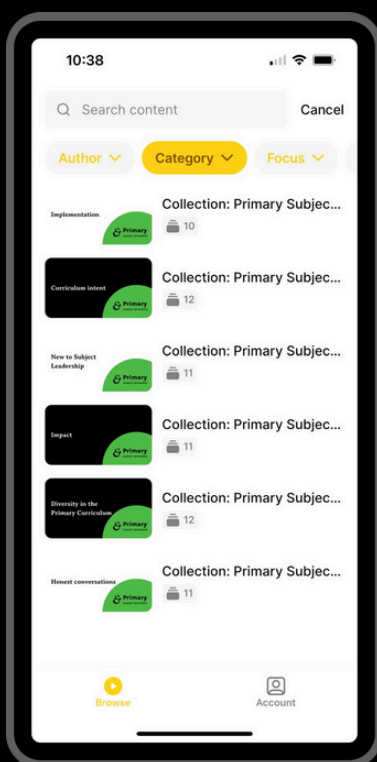 10:38
Search content
Cancel
Author
Category
Focus
Implementation
& Primary
Collection: Primary Subjec...
10
Curriculum intent
& Primary
Collection: Primary Subjec...
12
New to Subject
Leadership
& Primary
Collection: Primary Subjec...
11
Impact
& Primary
Collection: Primary Subjec...
11
Diversity in the
Primary Curriculum
& Primary
Collection: Primary Subjec...
12
Honest conversations
& Primary
Collection: Primary Subjec...
11
Browse
Account